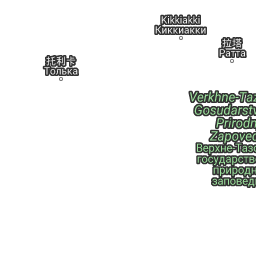 Kikkiakki
Киккиакки
拉塔
Ратта
托利卡
Толька
Verkhne-Taz
Gosudarstv
Prirodn
Zapoved
Верхне-Тазо
государств
природн
заповед